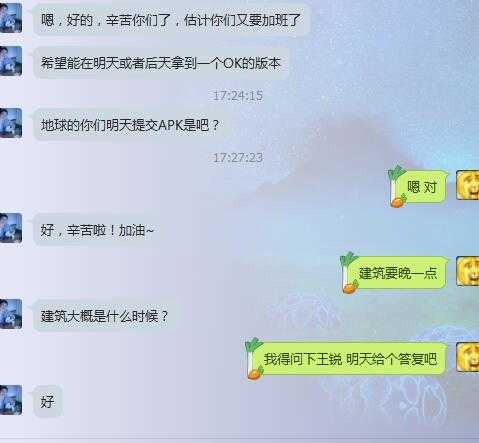 嗯，好的，辛苦你们了，估计你们又要加班了
希望能在明天或者后天拿到一个OK的版本
17:24:15
地球的你们明天提交APK是吧？
17:27:23
嗯 对
好，辛苦啦！加油~
建筑要晚一点
建筑大概是什么时候？
我得问下王锐 明天给个答复吧
好